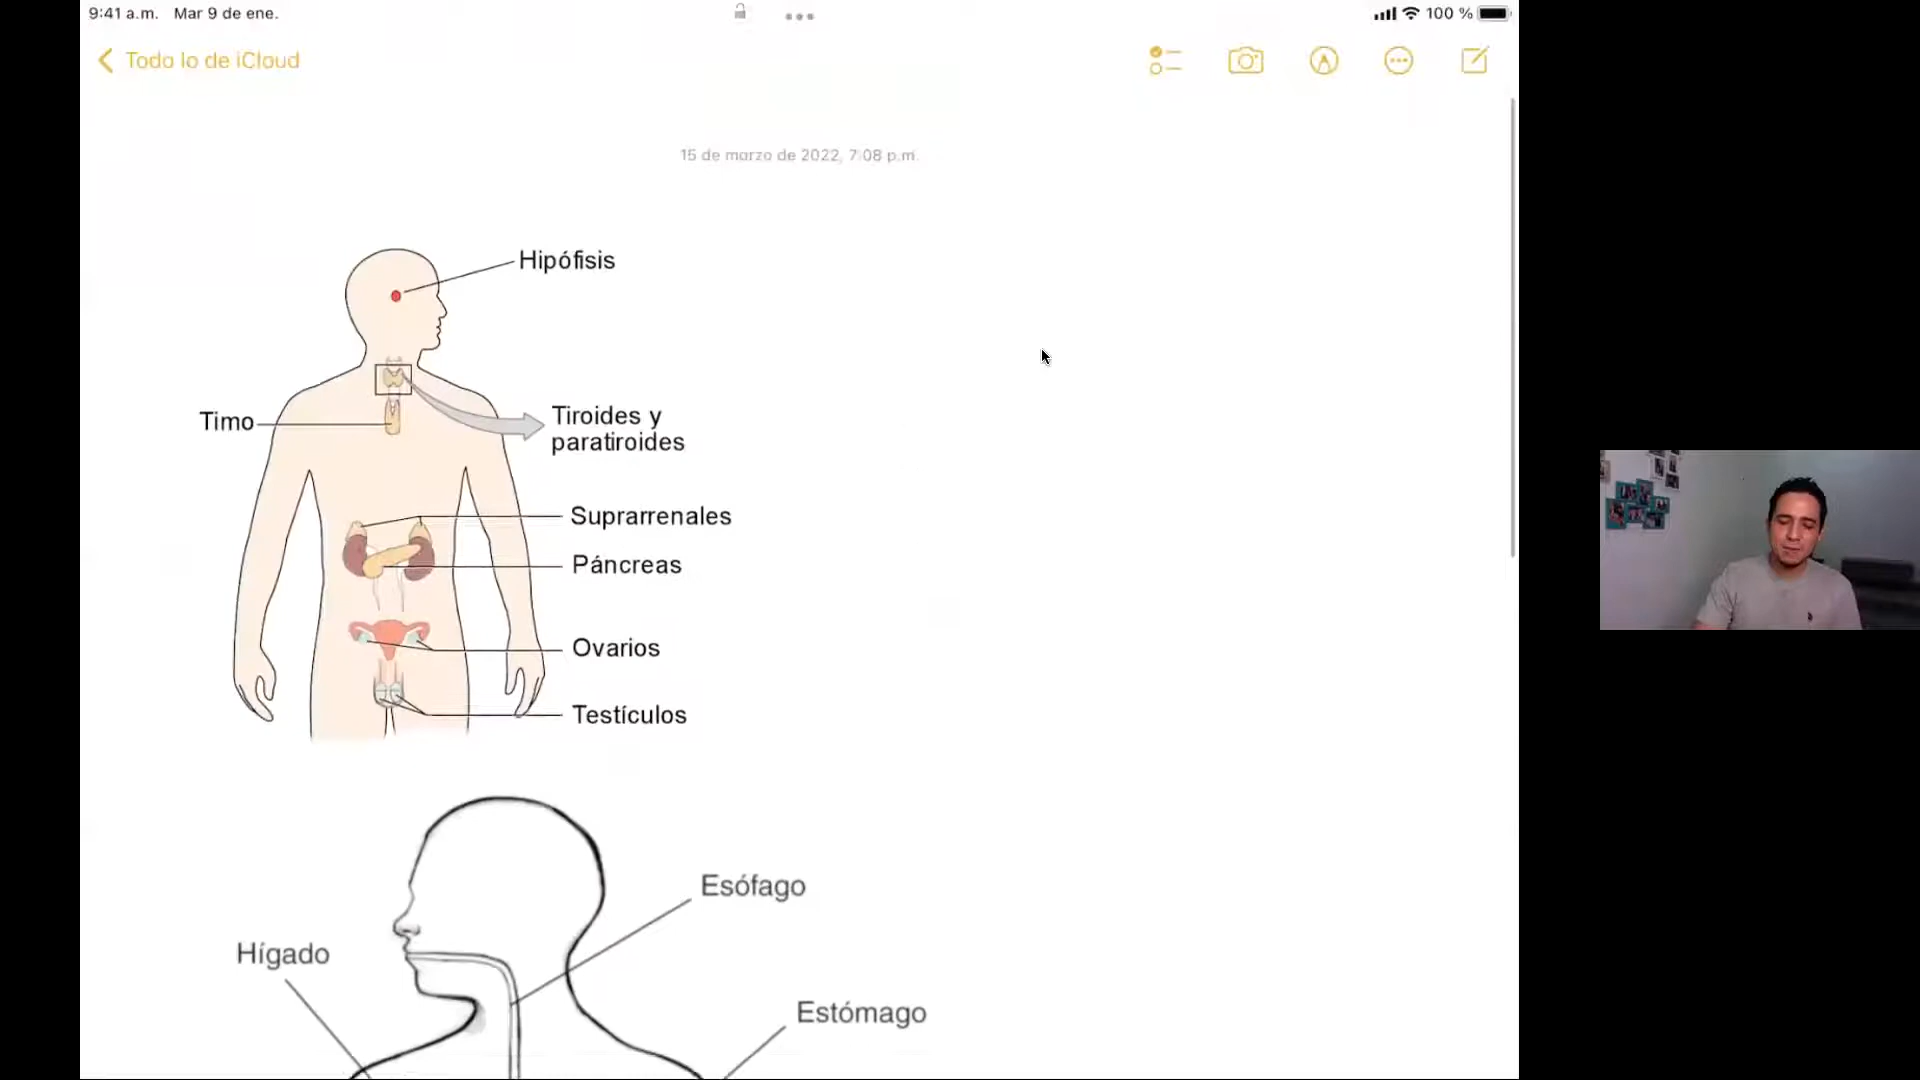 9:41 a.m. Mar 9 de ene.
100 %
Todo lo de iCloud
15 de marzo de 2022, 7:08 p.m.
Hipófisis
Timo
Tiroides y
paratiroides
Suprarrenales
Páncreas
Ovarios
Testículos
Esófago
Hígado
Estómago